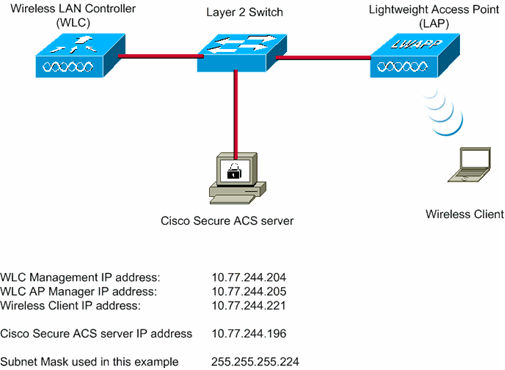 Wireless LAN Controller
(WLC)
Layer 2 Switch
Lightweight Access Point
(LAP)
LWAPP
Cisco Secure ACS server
Wireless Client
WLC Management IP address: 10.77.244.204
WLC AP Manager IP address: 10.77.244.205
Wireless Client IP address: 10.77.244.221
Cisco Secure ACS server IP address 10.77.244.196
Subnet Mask used in this example 255.255.255.224